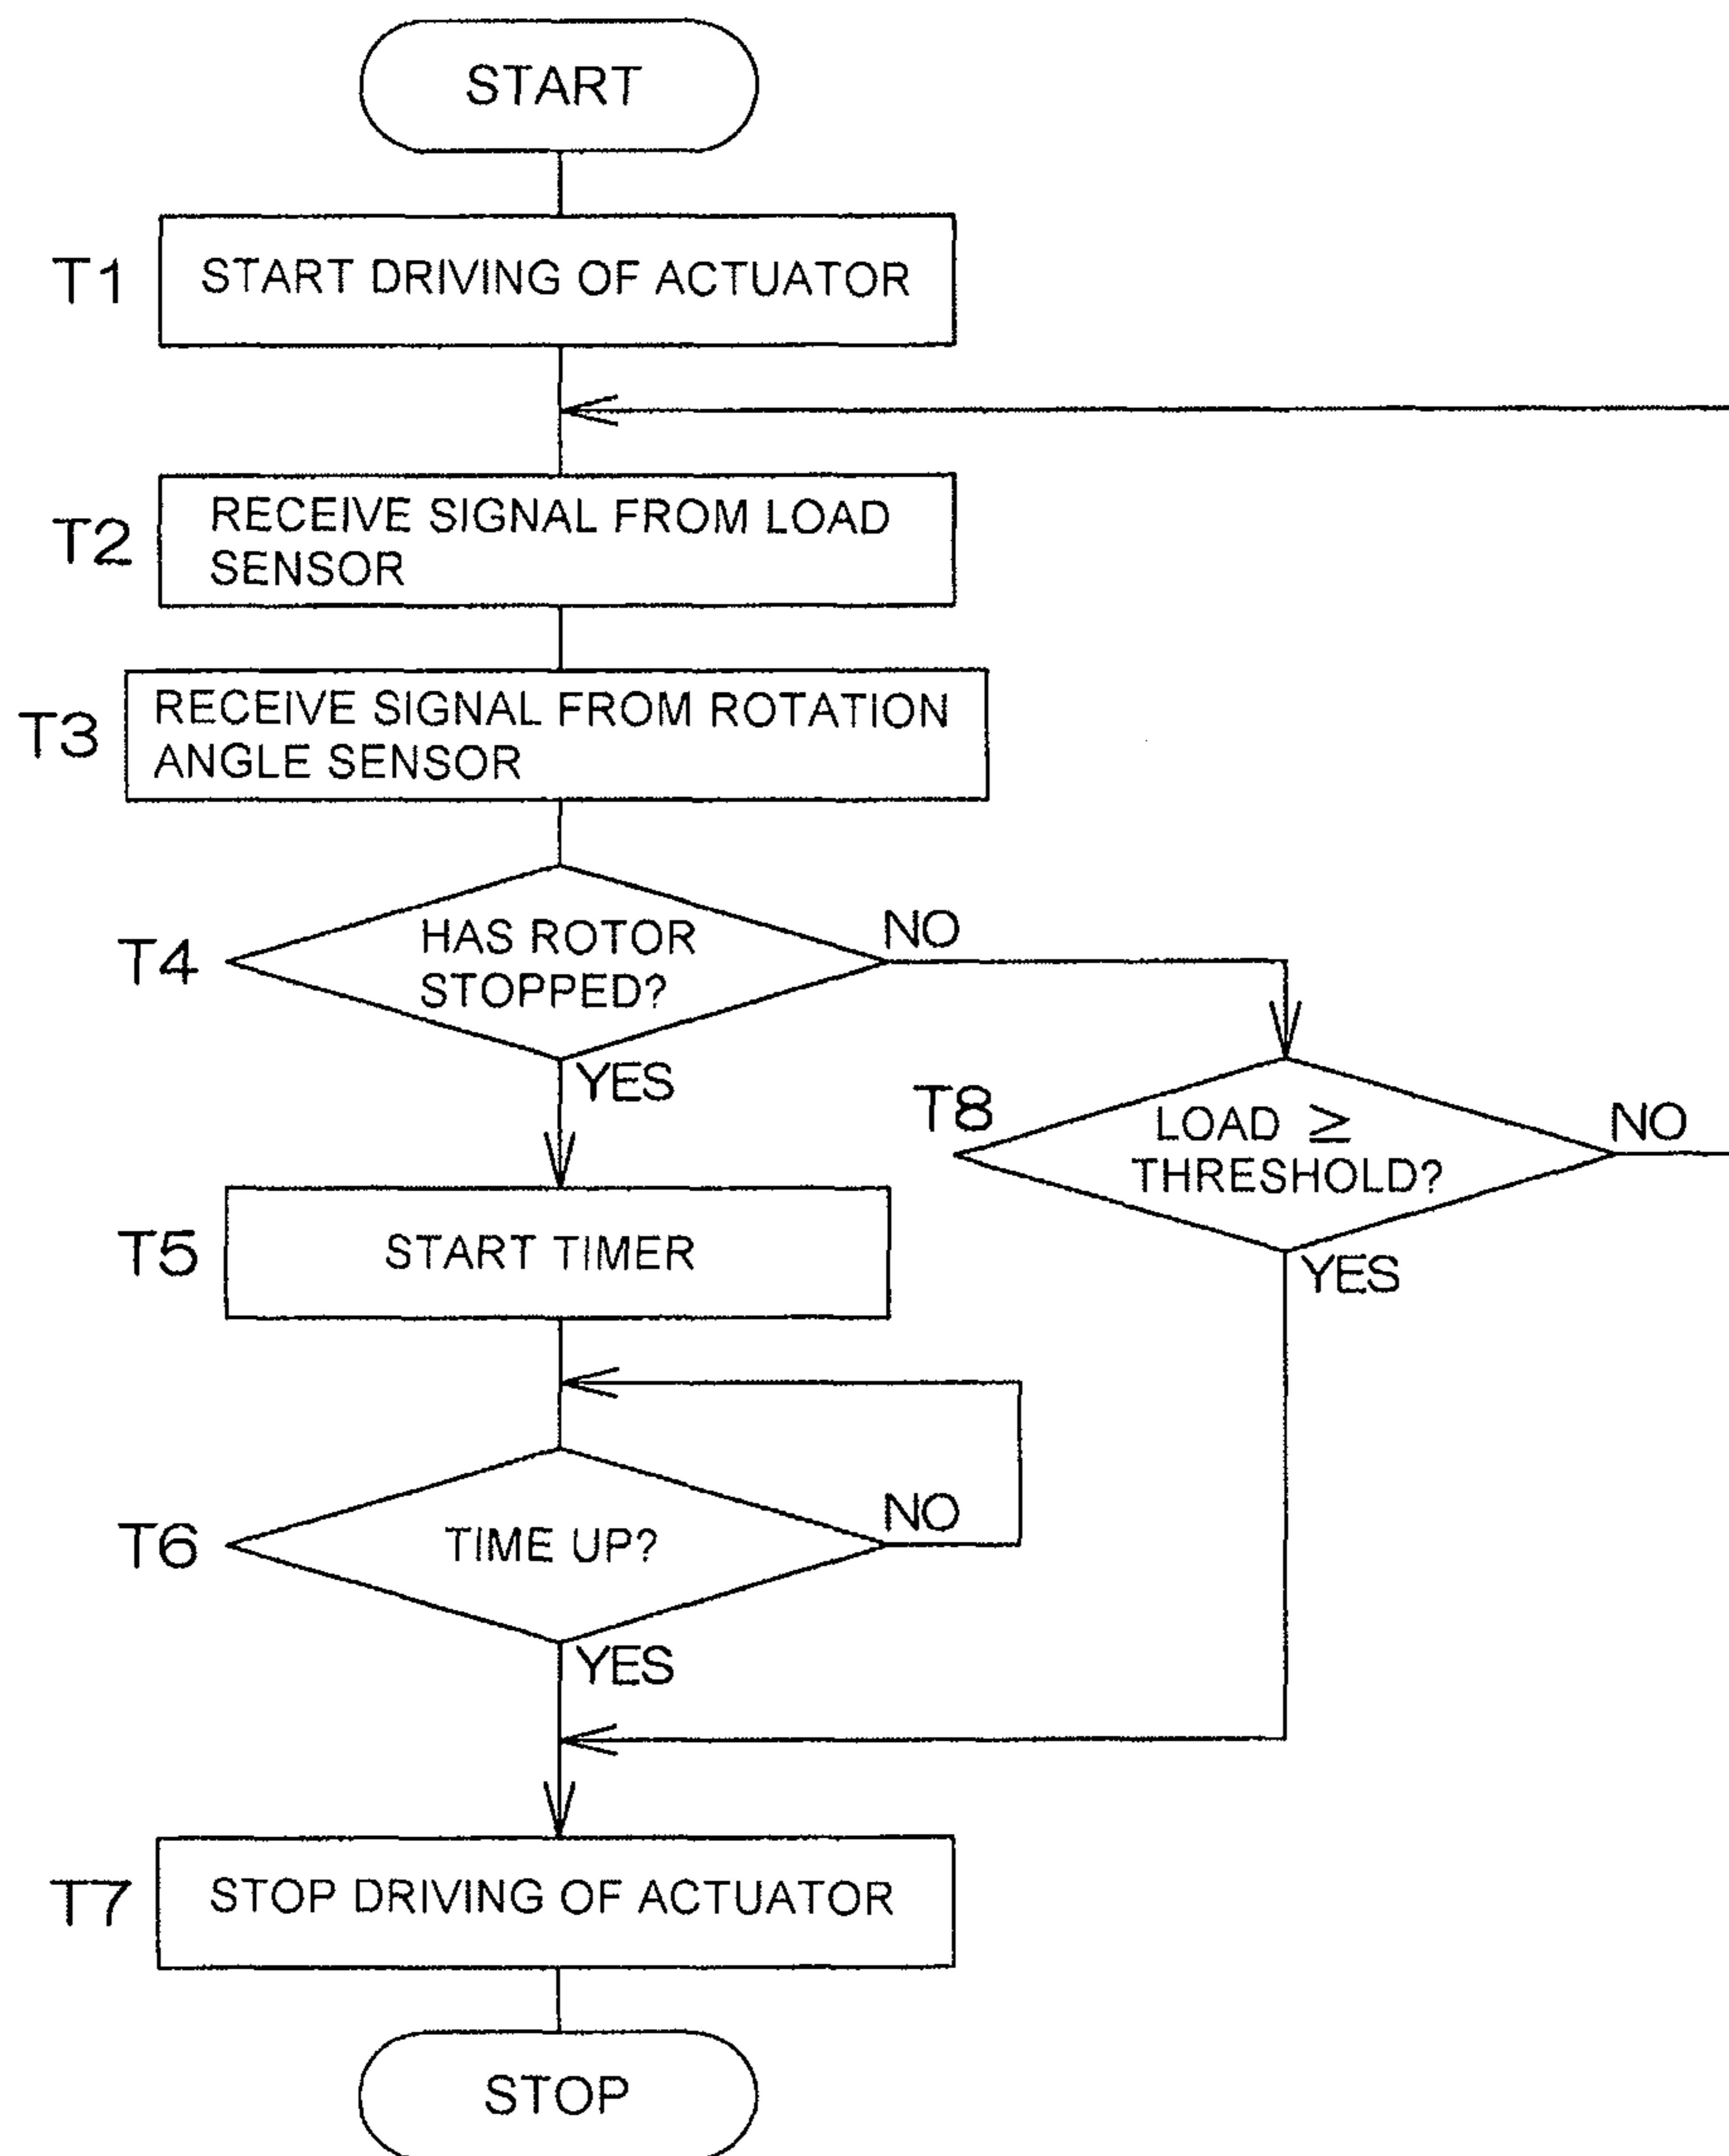 START
T1
START DRIVING OF ACTUATOR
T2
RECEIVE SIGNAL FROM LOAD
SENSOR
T3
RECEIVE SIGNAL FROM ROTATION
ANGLE SENSOR
T4
HAS ROTOR
STOPPED?
NO
YES
T8
LOAD ≥
THRESHOLD?
NO
YES
T5
START TIMER
T6
TIME UP?
NO
YES
T7
STOP DRIVING OF ACTUATOR
STOP